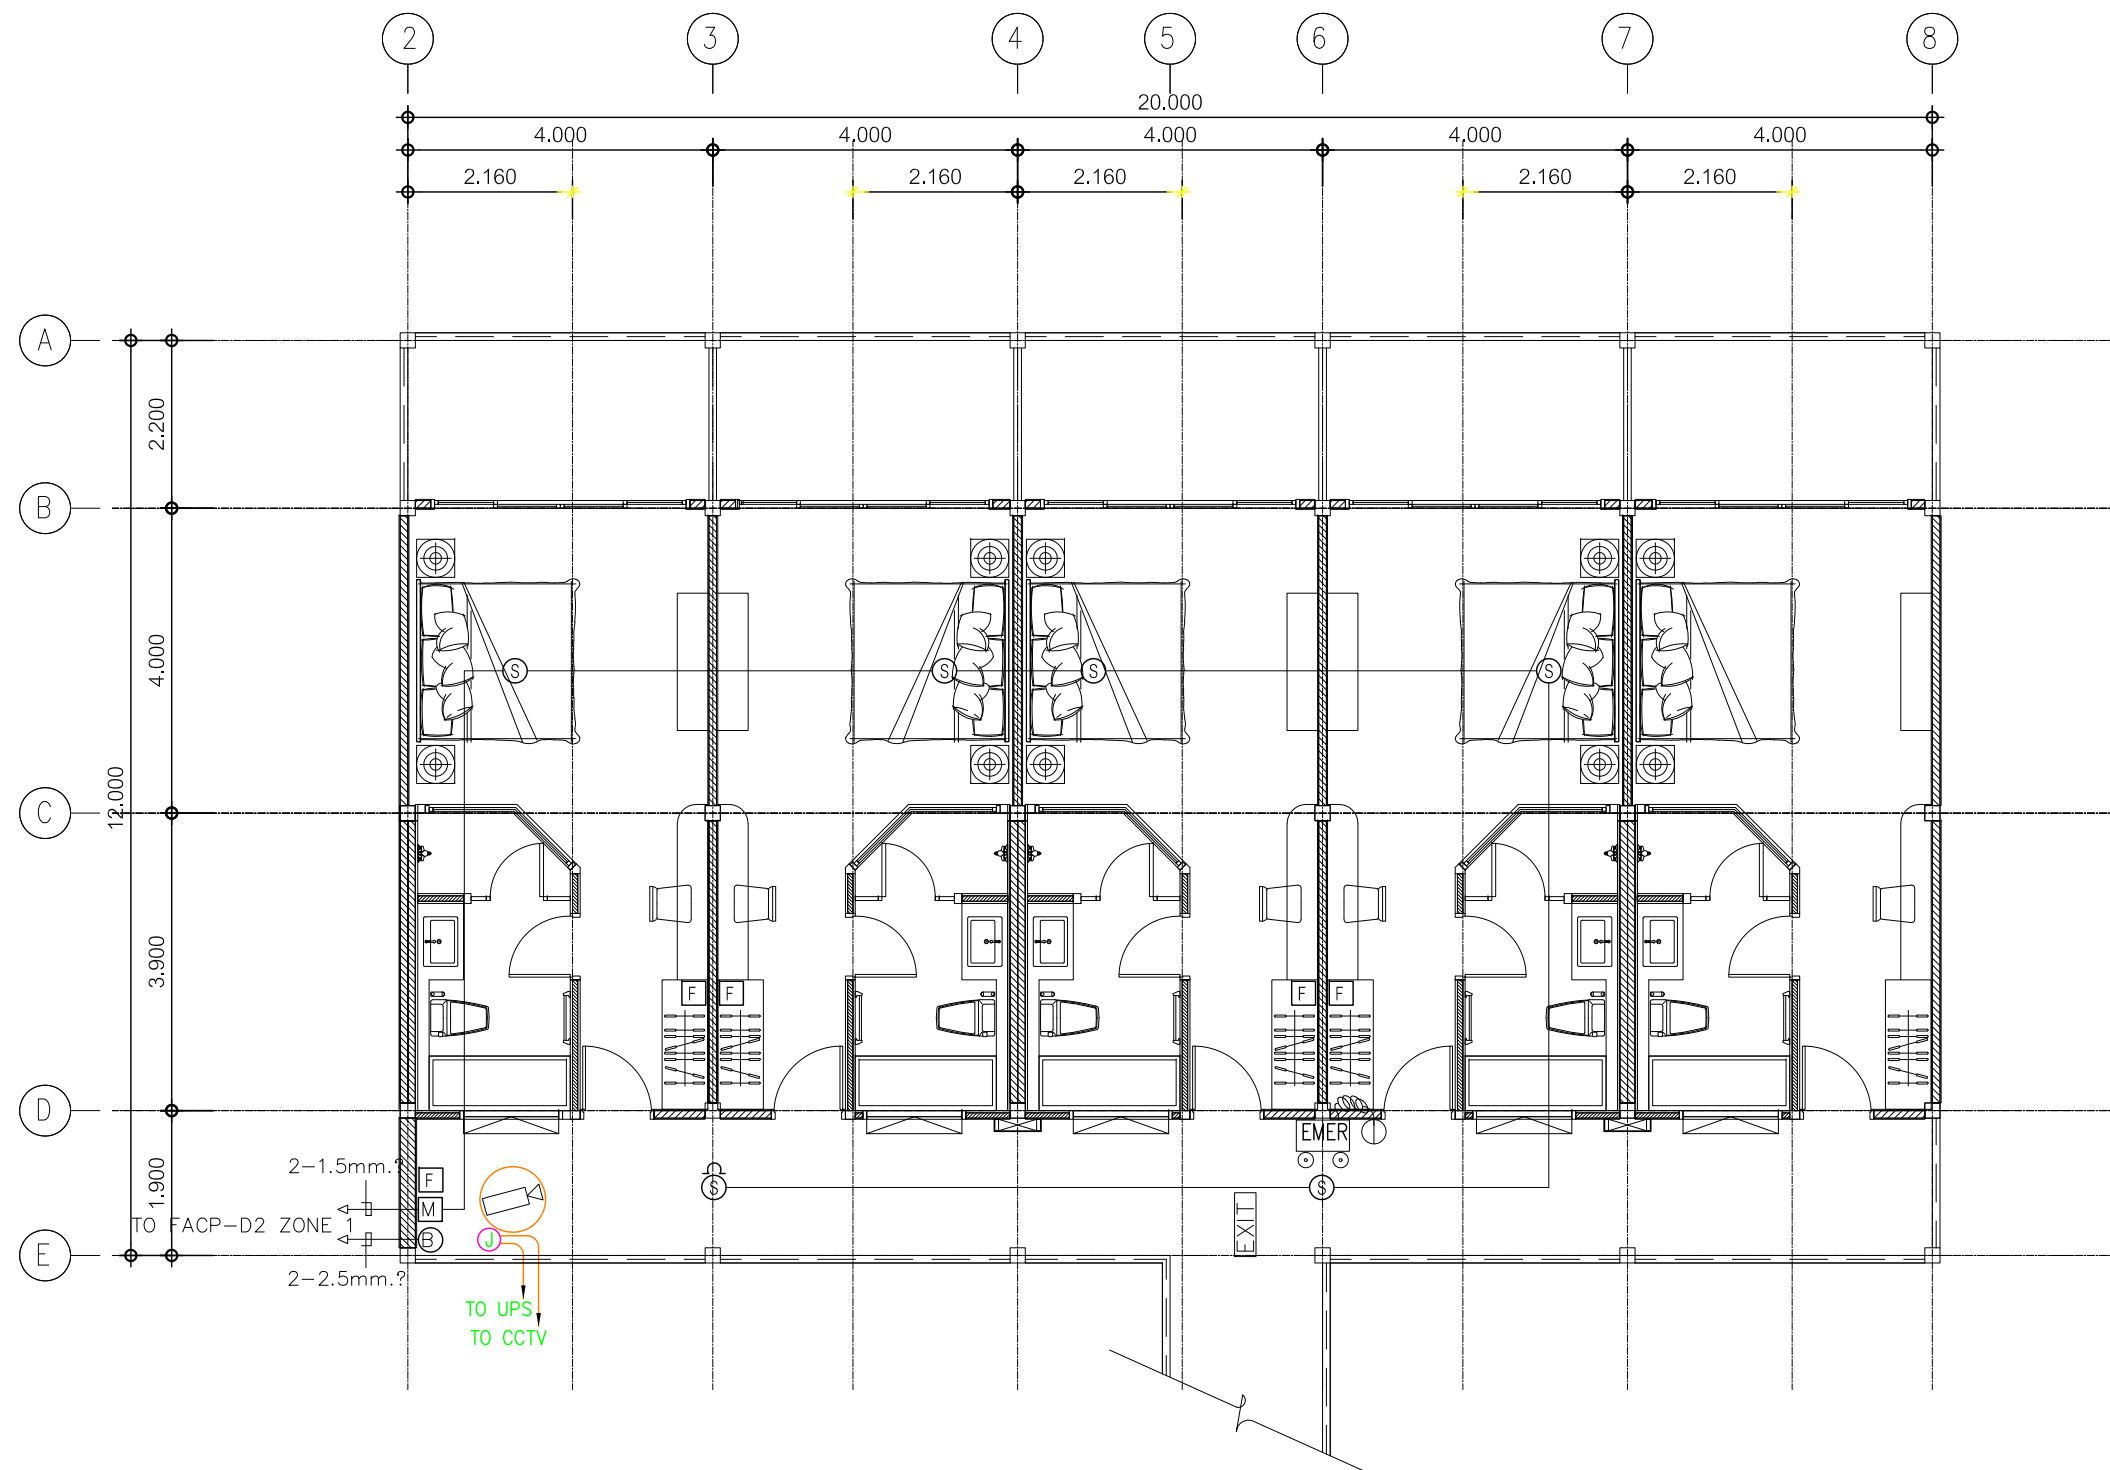 2 3 4 5 6 7 8
20.000
4.000 4.000 4.000 4.000 4.000
2.160 2.160 2.160 2.160 2.160
A
2.200
B
4.000
S S S S
12.000
C
3.900
F F F F
D
1.900
EMER
2-1.5mm.?
F
S S
M
EXIT
TO FACP-D2 ZONE 1
B J
E
2-2.5mm.?
TO UPS
TO CCTV